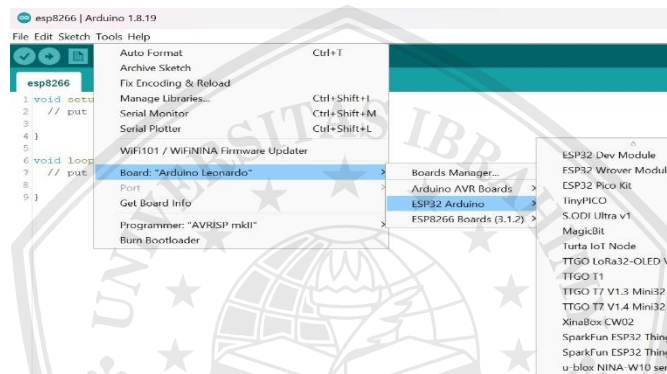 esp8266 | Arduino 1.8.19
File Edit Sketch Tools Help
esp8266
1 void setu
2 // put
3
4 }
5
6 void loop
7 // put
8
9 }
Auto Format Ctrl+T
Archive Sketch
Fix Encoding & Reload
Manage Libraries... Ctrl+Shift+I
Serial Monitor Ctrl+Shift+M
Serial Plotter Ctrl+Shift+L
WiFi101 / WiFiNINA Firmware Updater
Board: "Arduino Leonardo"
Port
Get Board Info
Programmer: "AVRISP mkII"
Burn Bootloader
Boards Manager...
Arduino AVR Boards
ESP32 Arduino
ESP8266 Boards (3.1.2)
ESP32 Dev Module
ESP32 Wrover Modul
ESP32 Pico Kit
TinyPICO
S.ODI Ultra v1
MagicBit
Turta IoT Node
TTGO LoRa32-OLED V
TTGO T1
TTGO T7 V1.3 Mini32
TTGO T7 V1.4 Mini32
XinaBox CW02
SparkFun ESP32 Thing
SparkFun ESP32 Thing
u-blox NINA-W10 ser
UNIVERSITAS IBRAHIM